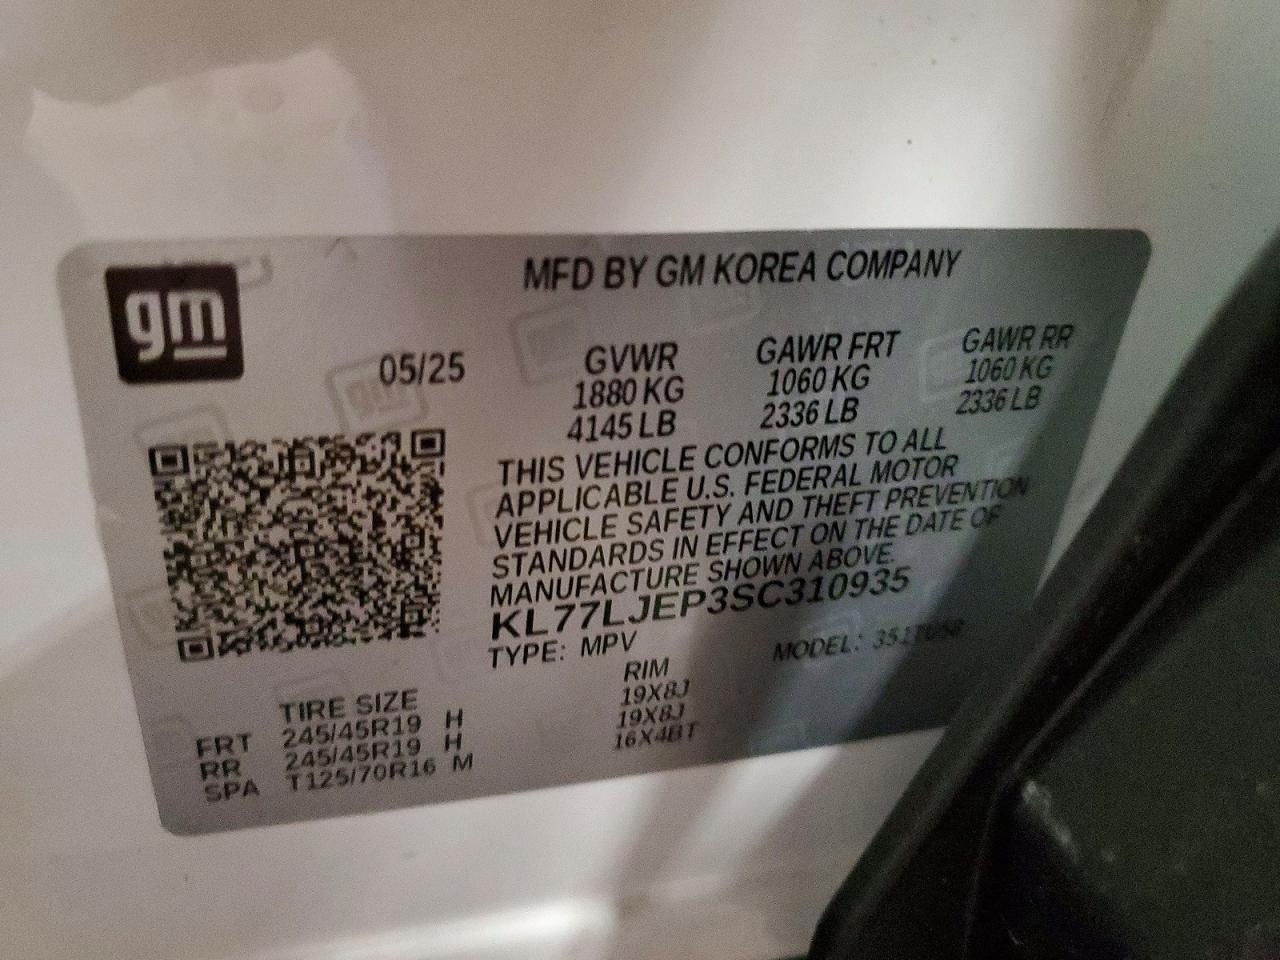 gm
MFD BY GM KOREA COMPANY
05/25
GVWR GAWR FRT GAWR RR
1880 KG 1060 KG 1060 KG
4145 LB 2336 LB 2336 LB
THIS VEHICLE CONFORMS TO ALL
APPLICABLE U.S. FEDERAL MOTOR
VEHICLE SAFETY AND THEFT PREVENTION
STANDARDS IN EFFECT ON THE DATE OF
MANUFACTURE SHOWN ABOVE.
KL77LJEP3SC310935
TYPE: MPV MODEL:
TIRE SIZE RIM
FRT 245/45R19 H 19X8J
RR 245/45R19 H 19X8J
SPA T125/70R16 M 16X4BT